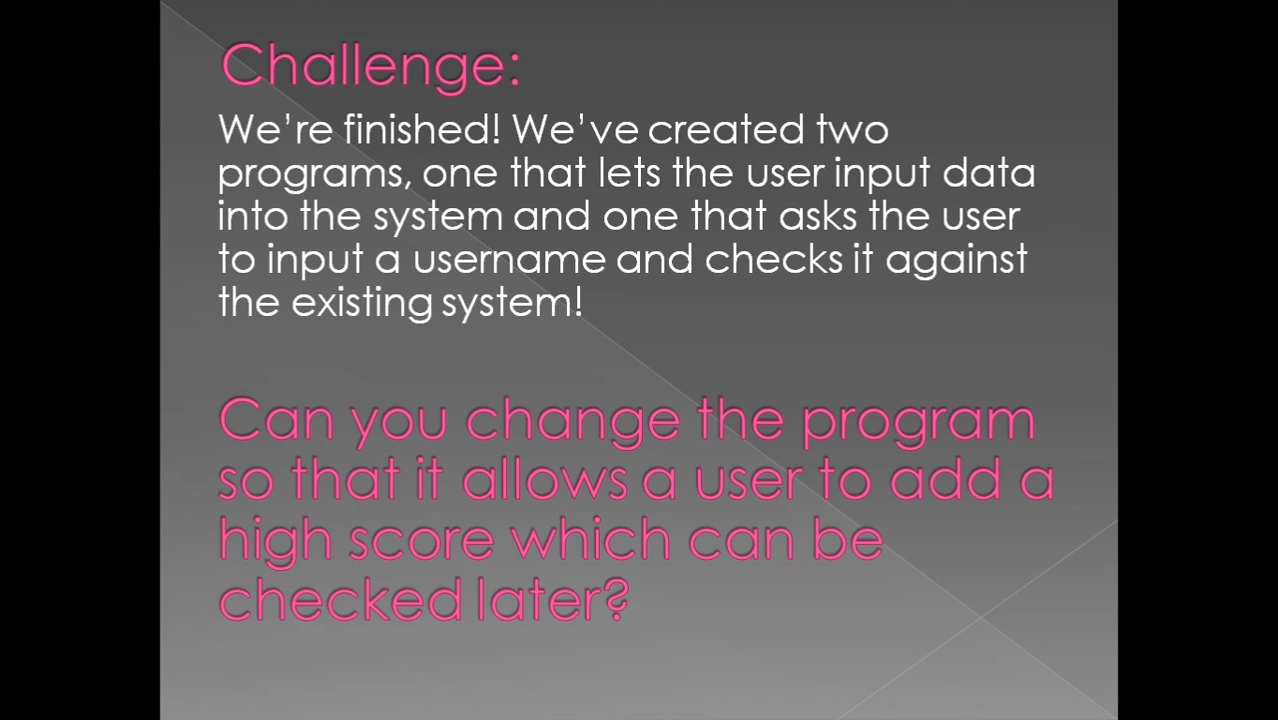 Challenge:
We’re finished! We’ve created two
programs, one that lets the user input data
into the system and one that asks the user
to input a username and checks it against
the existing system!
Can you change the program
so that it allows a user to add a
high score which can be
checked later?